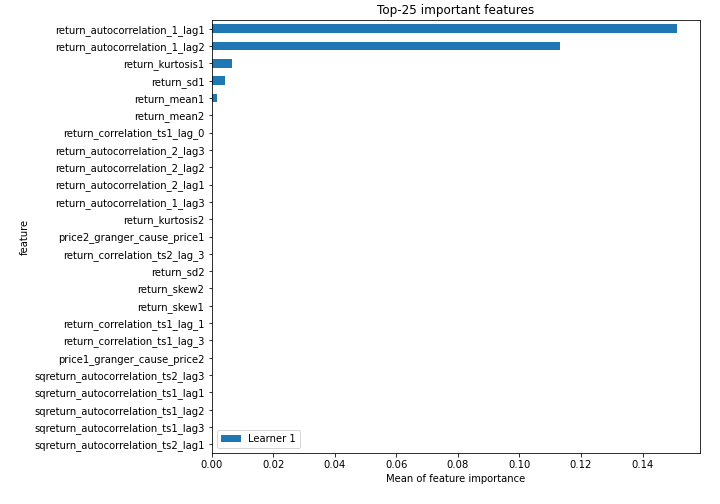 Top-25 important features
return_autocorrelation_1_lag1
return_autocorrelation_1_lag2
return_kurtosis1
return_sd1
return_mean1
return_mean2
return_correlation_ts1_lag_0
return_autocorrelation_2_lag3
return_autocorrelation_2_lag2
return_autocorrelation_2_lag1
return_autocorrelation_1_lag3
return_kurtosis2
price2_granger_cause_price1
return_correlation_ts2_lag_3
return_sd2
return_skew2
return_skew1
return_correlation_ts1_lag_1
return_correlation_ts1_lag_3
price1_granger_cause_price2
sqreturn_autocorrelation_ts2_lag3
sqreturn_autocorrelation_ts1_lag1
sqreturn_autocorrelation_ts1_lag2
sqreturn_autocorrelation_ts1_lag3
sqreturn_autocorrelation_ts2_lag1
feature
Learner 1
0.00 0.02 0.04 0.06 0.08 0.10 0.12 0.14
Mean of feature importance